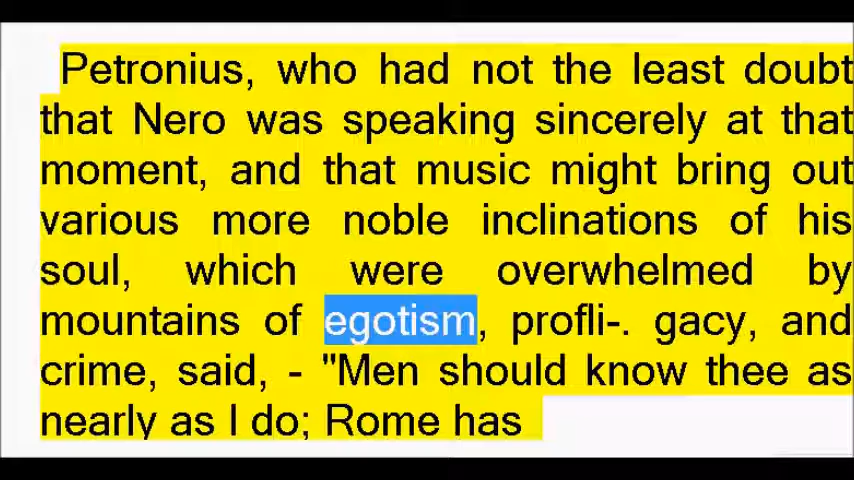 Petronius, who had not the least doubt
that Nero was speaking sincerely at that
moment, and that music might bring out
various more noble inclinations of his
soul, which were overwhelmed by
mountains of egotism, profli-. gacy, and
crime, said, - "Men should know thee as
nearly as I do; Rome has